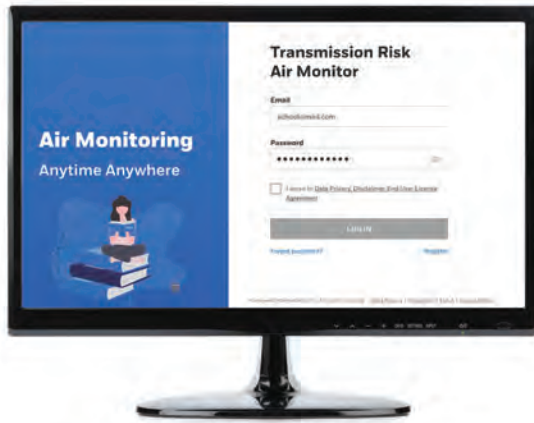 Air Monitoring
Anytime Anywhere
Transmission Risk
Air Monitor
Email
Password
I agree to Data Privacy, Disclaimer And User License
Agreement
LOG IN
Forgot password?
Register